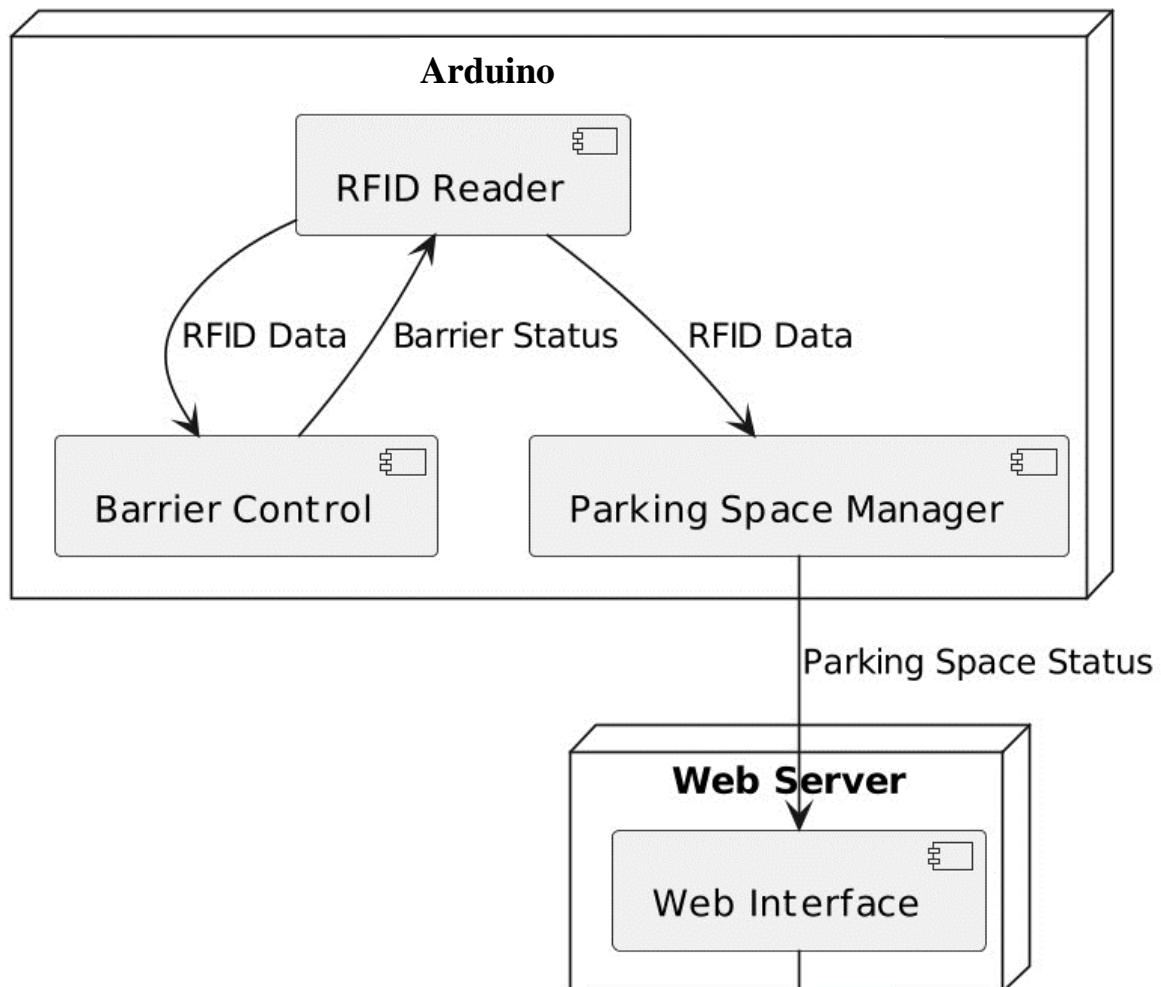 Arduino
RFID Reader
RFID Data
Barrier Status
RFID Data
Barrier Control
Parking Space Manager
Parking Space Status
Web Server
Web Interface